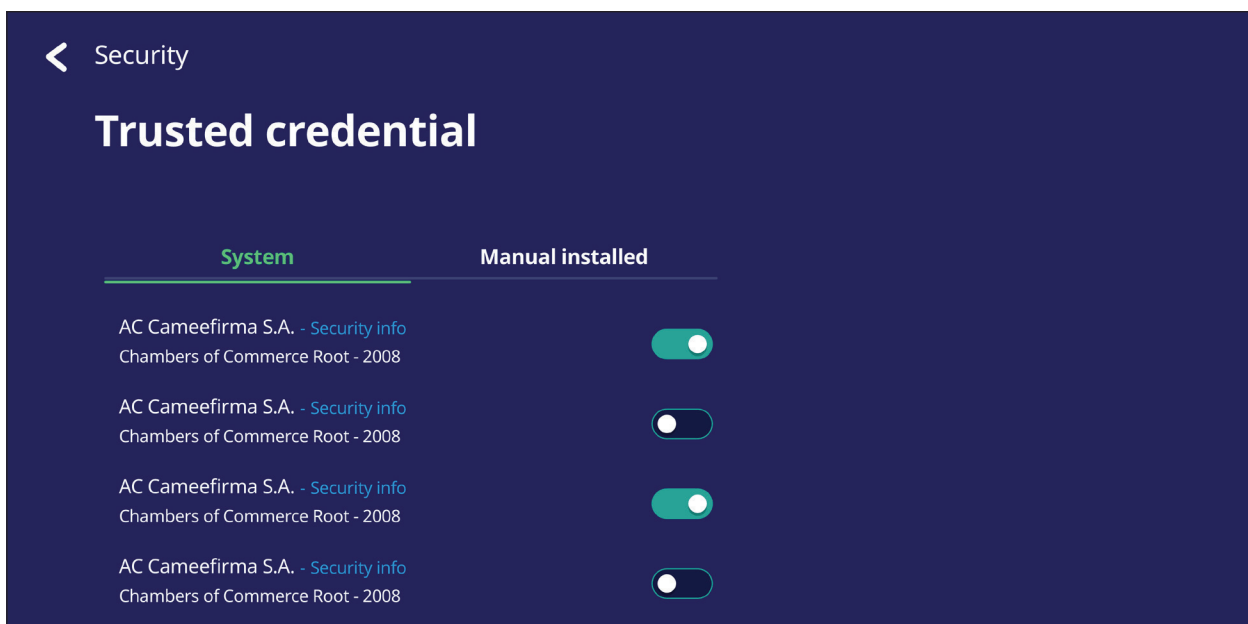 Security
Trusted credential
System Manual installed
AC Cameefirma S.A. - Security info
Chambers of Commerce Root - 2008
AC Cameefirma S.A. - Security info
Chambers of Commerce Root - 2008
AC Cameefirma S.A. - Security info
Chambers of Commerce Root - 2008
AC Cameefirma S.A. - Security info
Chambers of Commerce Root - 2008